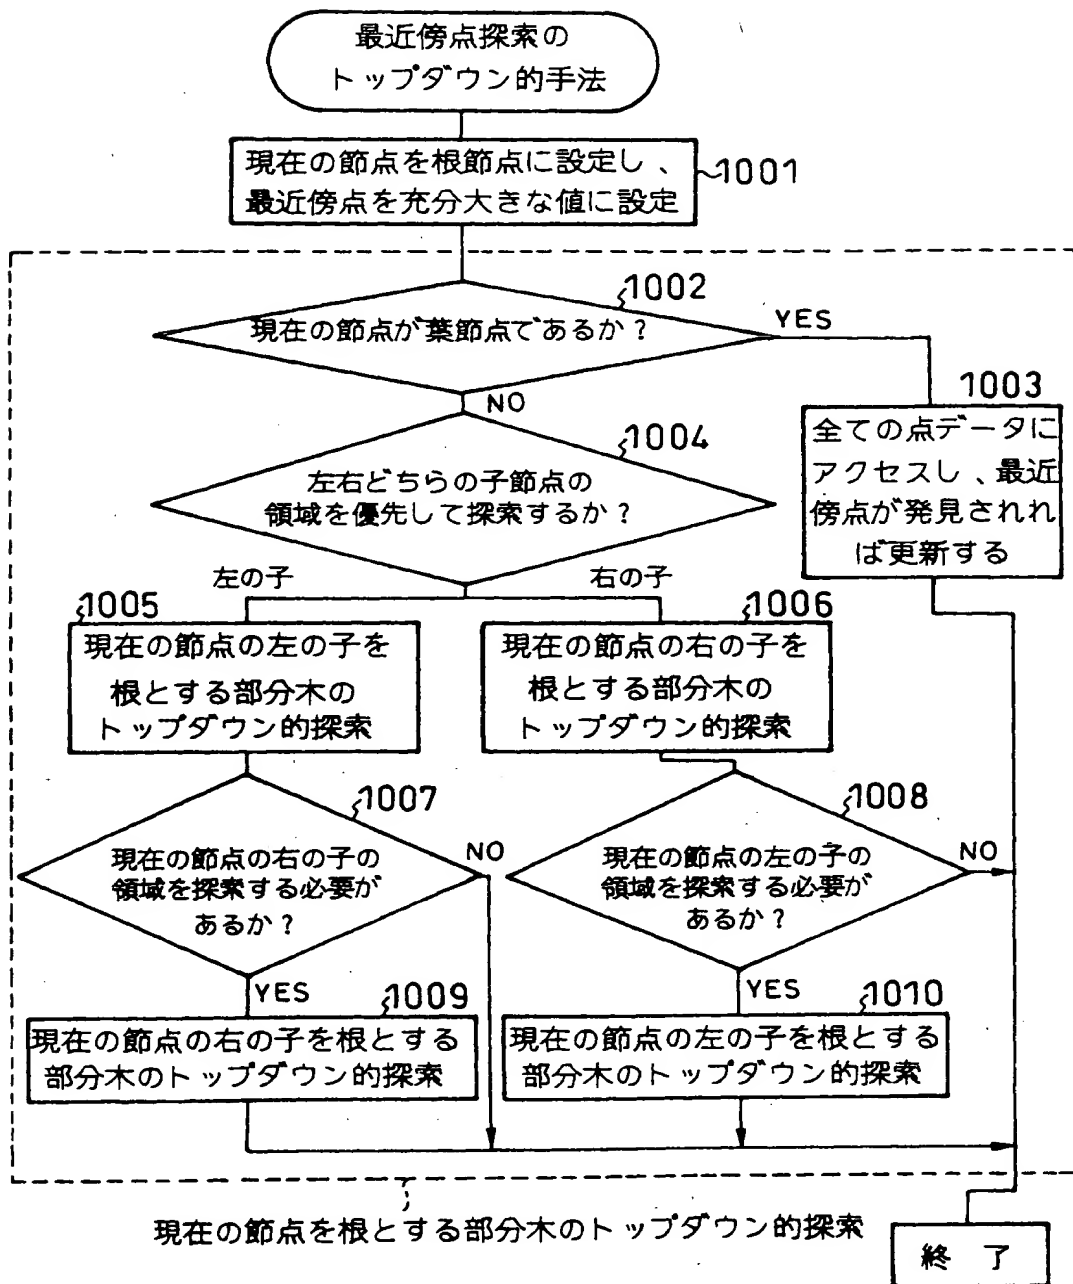 最近傍点探索の
トップダウン的手法
現在の節点を根節点に設定し、
最近傍点を充分大きな値に設定
1001
1002
現在の節点が葉節点であるか?
YES
NO
1003
全ての点データに
アクセスし、最近
傍点が発見されれ
ば更新する
1004
左右どちらの子節点の
領域を優先して探索するか?
左の子
右の子
1005
現在の節点の左の子を
根とする部分木の
トップダウン的探索
1006
現在の節点の右の子を
根とする部分木の
トップダウン的探索
1007
現在の節点の右の子の
領域を探索する必要が
あるか?
NO
YES
1008
現在の節点の左の子の
領域を探索する必要が
あるか?
NO
YES
1009
現在の節点の右の子を根とする
部分木のトップダウン的探索
1010
現在の節点の左の子を根とする
部分木のトップダウン的探索
現在の節点を根とする部分木のトップダウン的探索
終 了